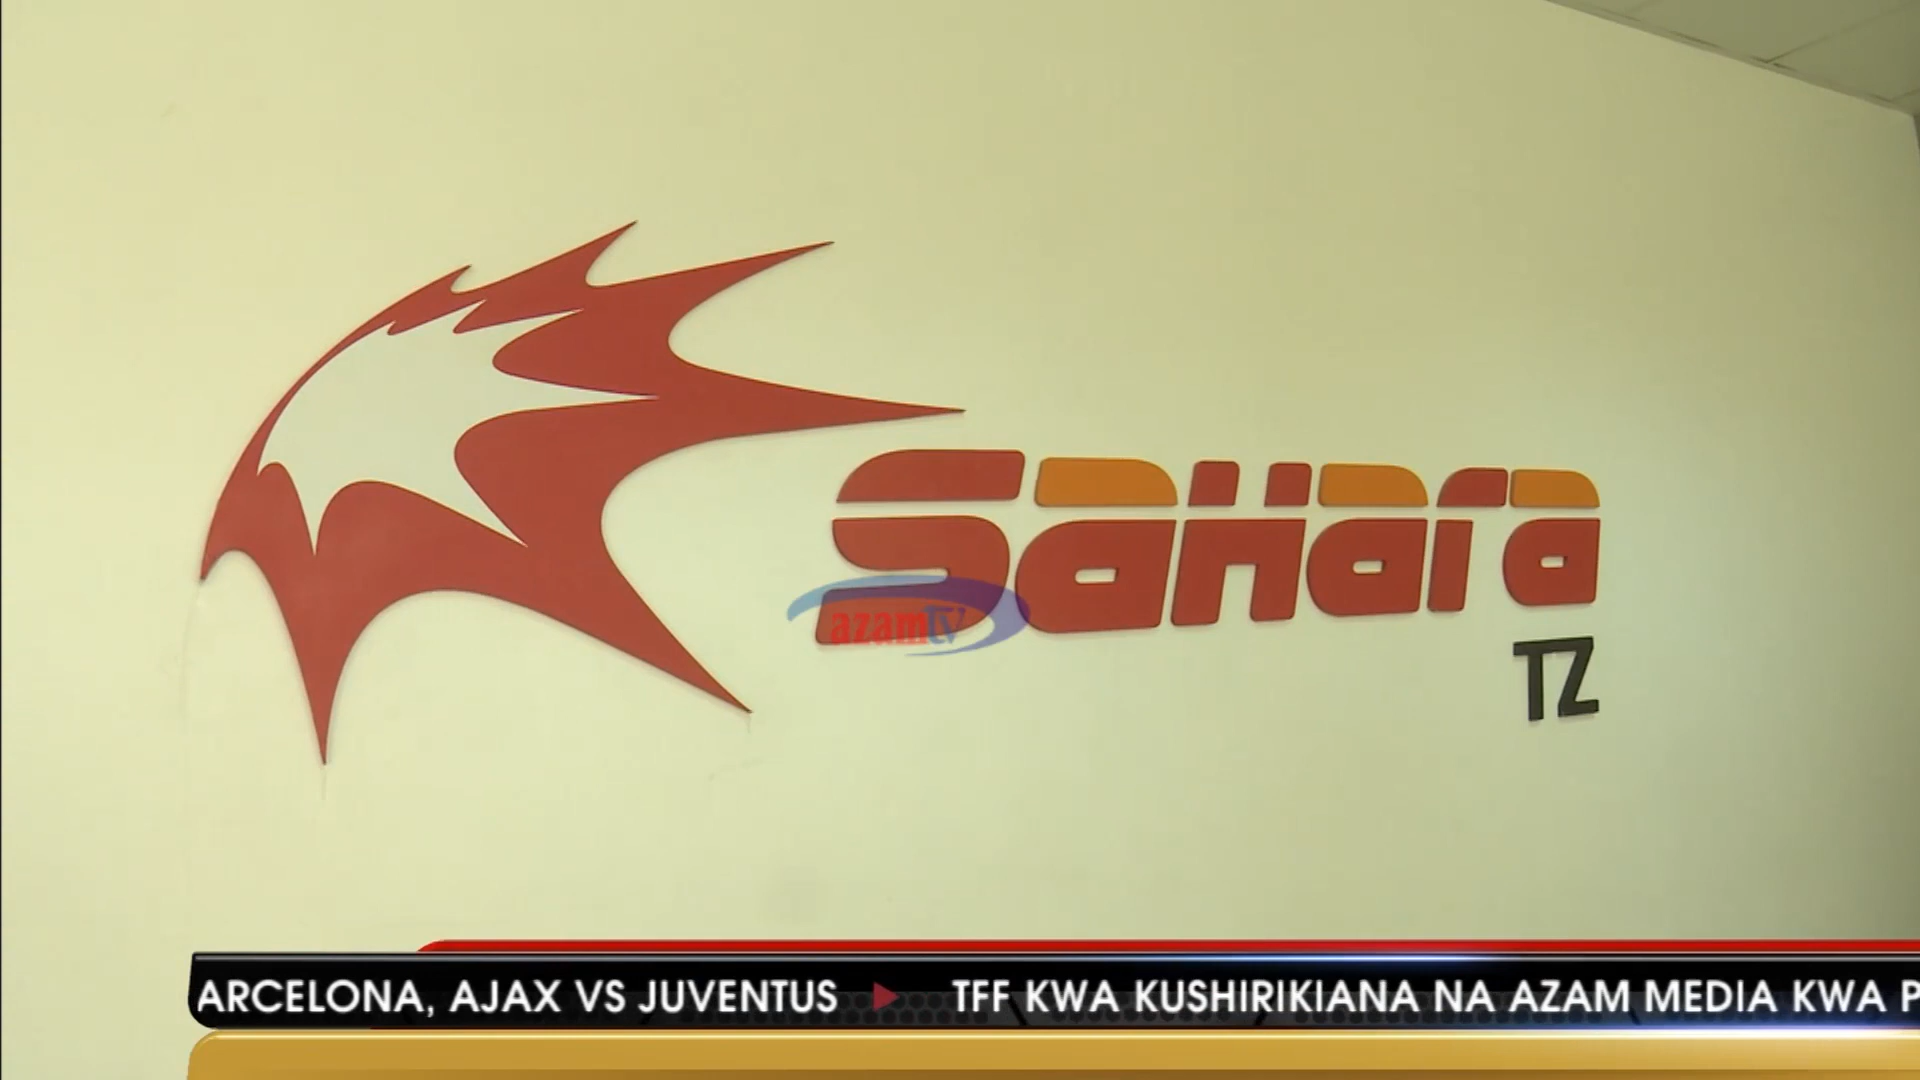 SAHARA
TZ
azamtv
ARCELONA, AJAX VS JUVENTUS
TFF KWA KUSHIRIKIANA NA AZAM MEDIA KWA P